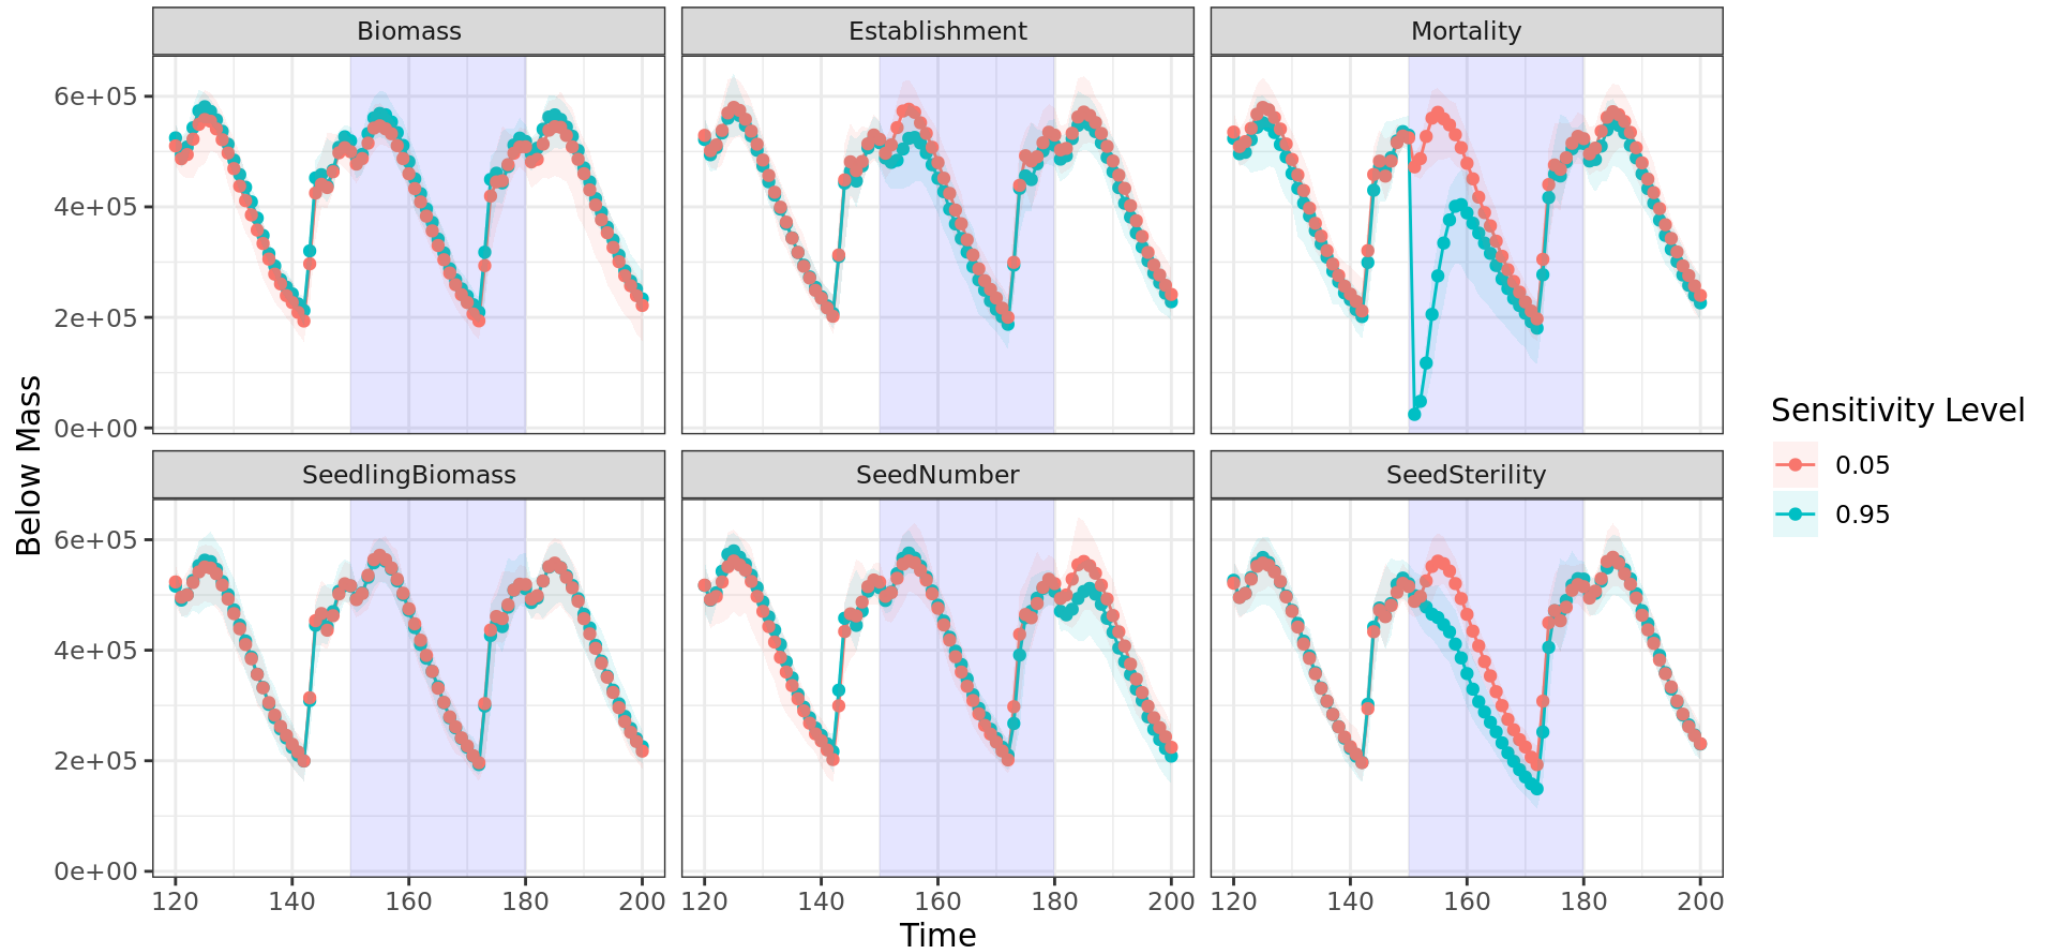 Biomass
Establishment
Mortality
6e+05
4e+05
2e+05
0e+00
SeedlingBiomass
SeedNumber
SeedSterility
6e+05
4e+05
2e+05
0e+00
120 140 160 180 200 120 140 160 180 200 120 140 160 180 200
Time
Below Mass
Sensitivity Level
0.05
0.95